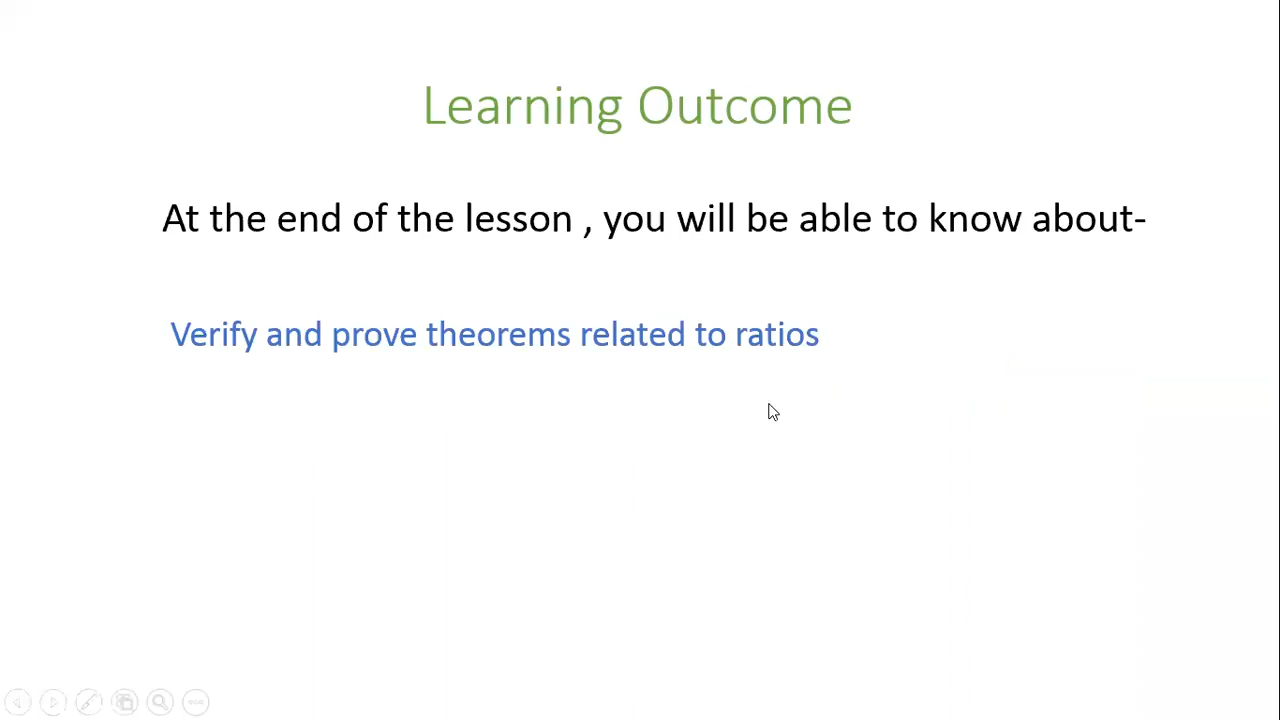 Learning Outcome
At the end of the lesson , you will be able to know about-
Verify and prove theorems related to ratios